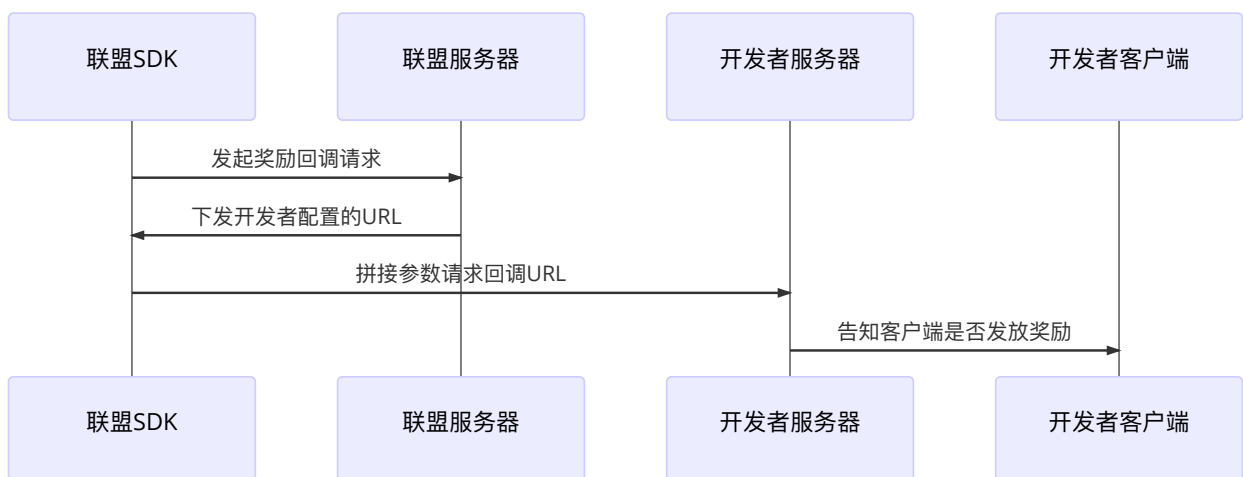 联盟SDK
联盟服务器
开发者服务器
开发者客户端
发起奖励回调请求
下发开发者配置的URL
拼接参数请求回调URL
告知客户端是否发放奖励
联盟SDK
联盟服务器
开发者服务器
开发者客户端